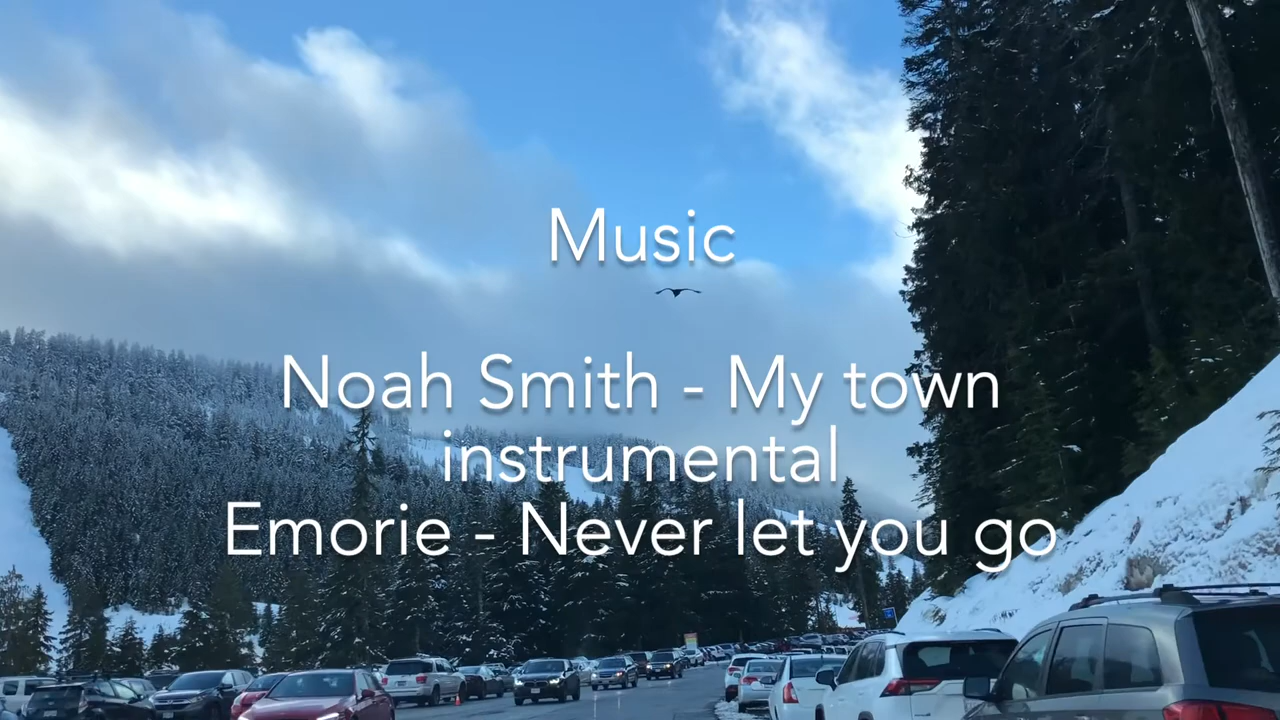 Music
Noah Smith - My town
instrumental
Emorie - Never let you go